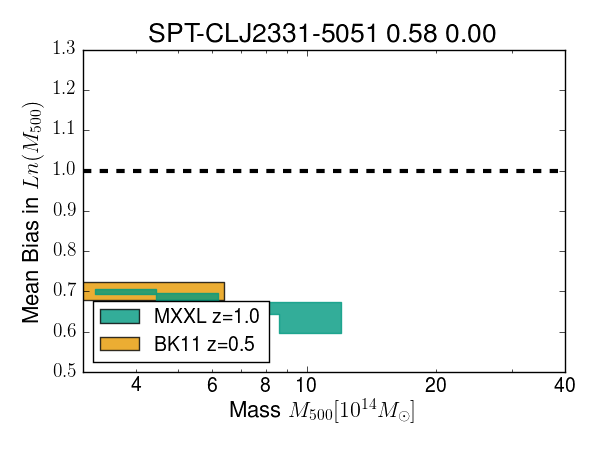 SPT-CLJ2331-5051 0.58 0.00
1.3
1.2
1.1
1.0
0.9
0.8
0.7
0.6
0.5
Mean Bias in Ln(M₅₀₀)
MXXL z=1.0
BK11 z=0.5
4 6 8 10 20 40
Mass M₅₀₀[10¹⁴M☉]